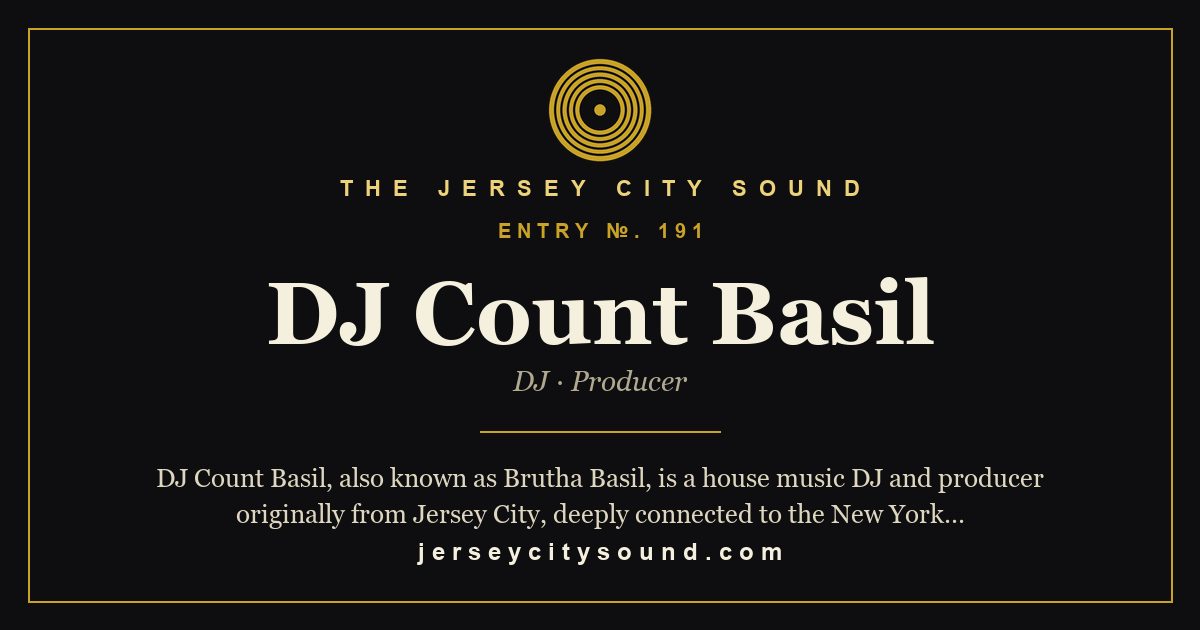 THE JERSEY CITY SOUND
ENTRY №. 191
DJ Count Basil
DJ · Producer
DJ Count Basil, also known as Brutha Basil, is a house music DJ and producer
originally from Jersey City, deeply connected to the New York…
jerseycitysound.com